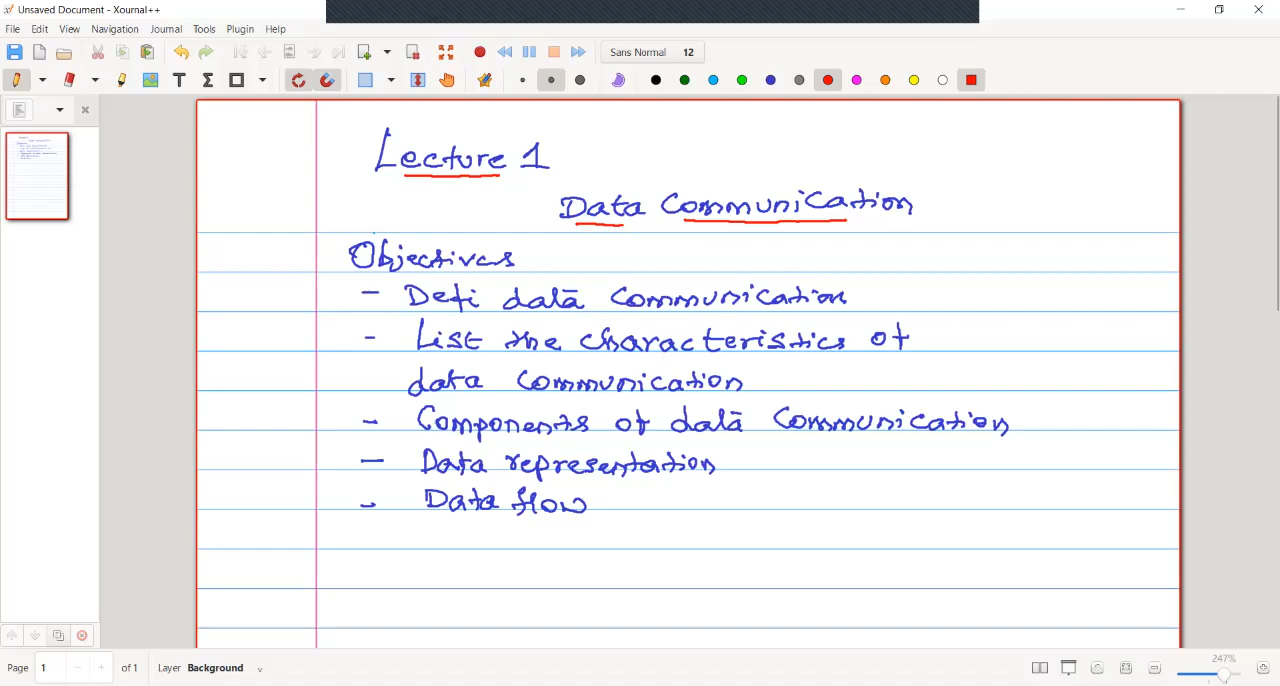 Unsaved Document - Xournal++
File Edit View Navigation Journal Tools Plugin Help
Sans Normal 12
Lecture 1
Data Communication
Objectives
- Defi data communication
- List the characteristics of
data communication
- Components of data communication
- Data representation
- Data flow
Page 1 of 1 Layer Background
247%